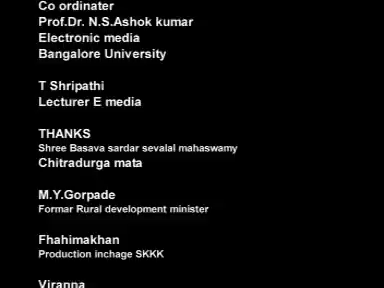 Co ordinater
Prof.Dr. N.S.Ashok kumar
Electronic media
Bangalore University
T Shripathi
Lecturer E media
THANKS
Shree Basava sardar sevalal mahaswamy
Chitradurga mata
M.Y.Gorpade
Formar Rural development minister
Fhahimakhan
Production inchage SKKK
Viranna